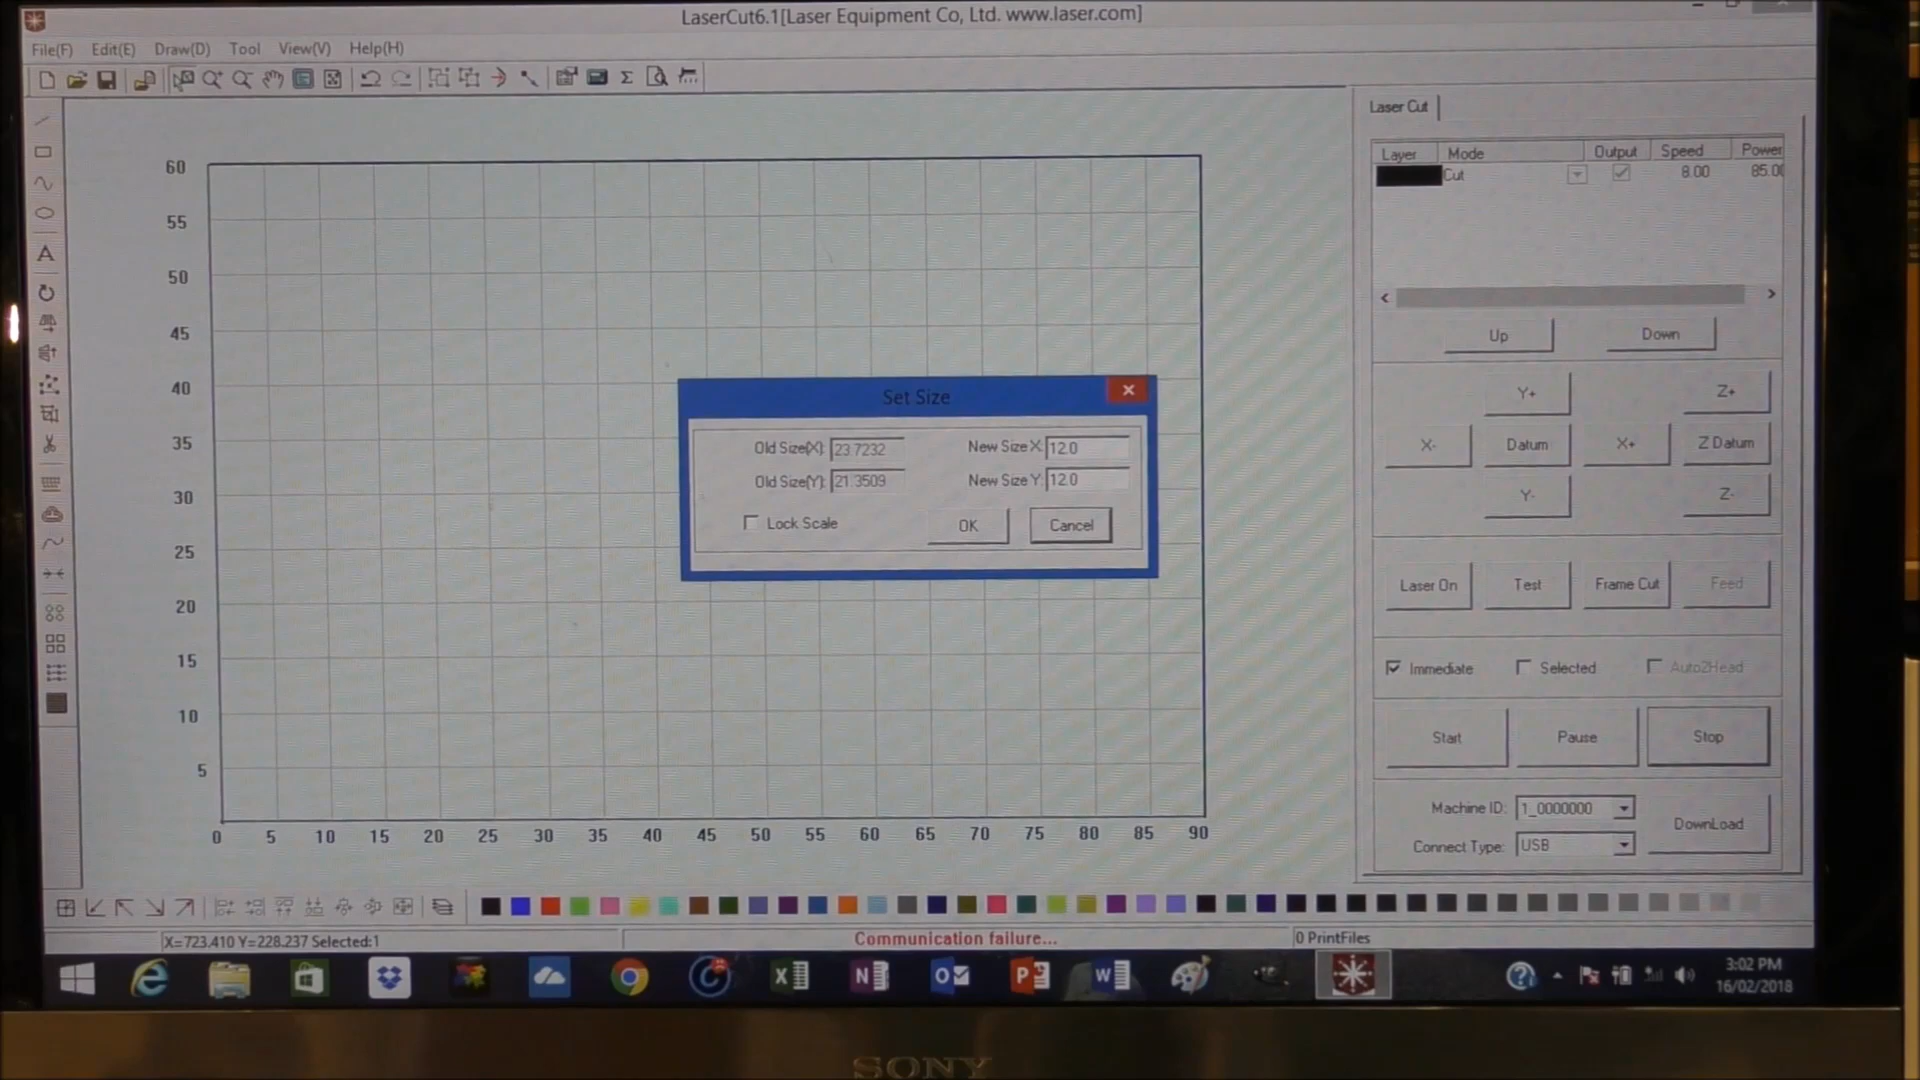 LaserCut6.1[Laser Equipment Co, Ltd. www.laser.com]
File(F) Edit(E) Draw(D) Tool View(V) Help(H)
Laser Cut
Layer Mode Output Speed Power
Cut 8.00 85.00
60
55
50
45
40
35
30
25
20
15
10
5
0 5 10 15 20 25 30 35 40 45 50 55 60 65 70 75 80 85 90
Set Size
Old Size(X): 23.7232 New Size X: 12.0
Old Size(Y): 21.3509 New Size Y: 12.0
Lock Scale OK Cancel
Up Down
Y+ Z+
X- Datum X+ Z Datum
Y- Z-
Laser On Test Frame Cut Feed
Immediate Selected Auto2Head
Start Pause Stop
Machine ID: 1_0000000
DownLoad
Connect Type: USB
X=723.410 Y=228.237 Selected:1 Communication failure... 0 PrintFiles
3:02 PM
16/02/2018
SONY